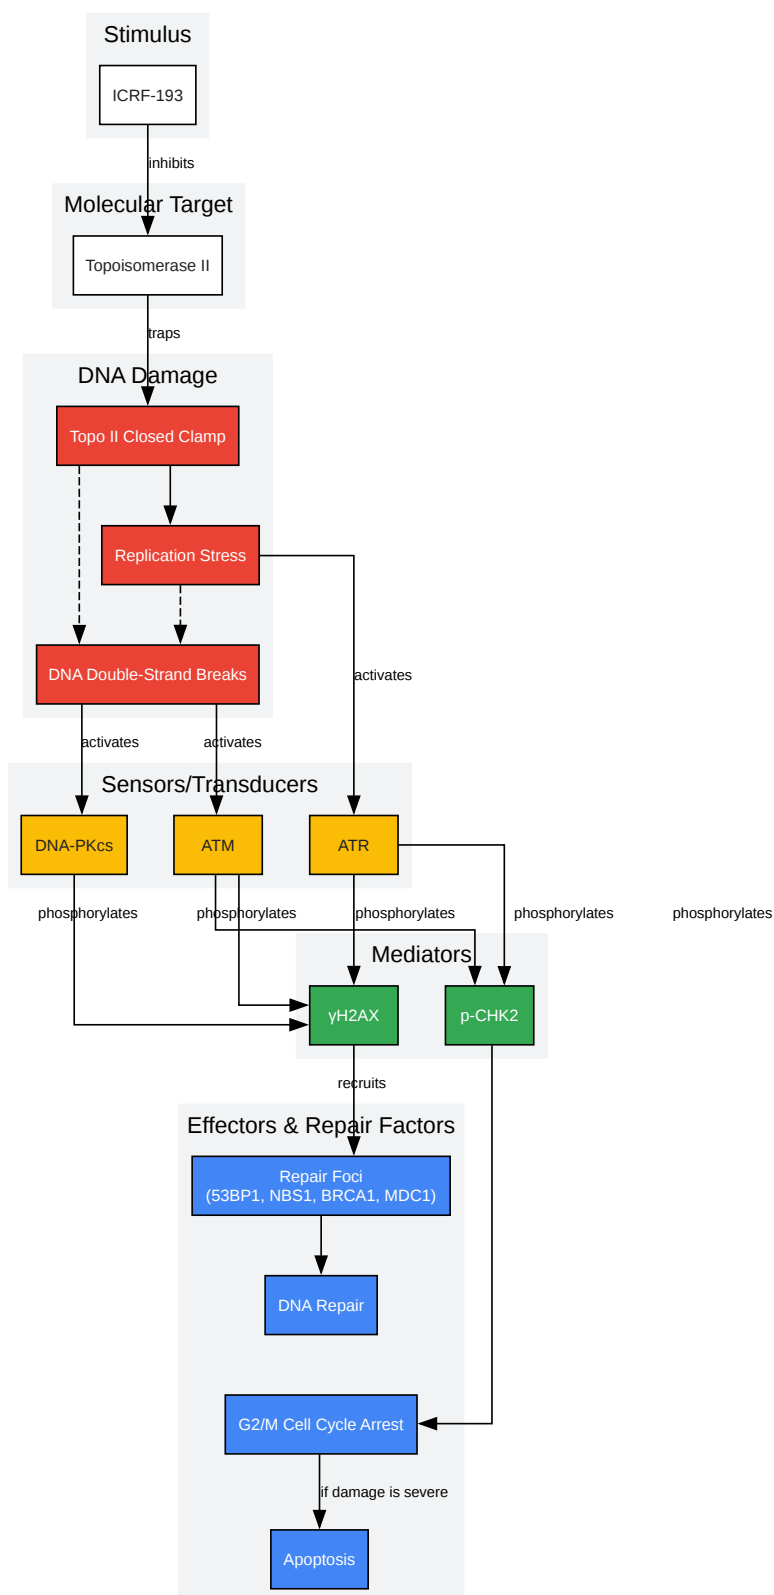 Stimulus
ICRF-193
inhibits
Molecular Target
Topoisomerase II
traps
DNA Damage
Topo II Closed Clamp
Replication Stress
DNA Double-Strand Breaks
activates
activates
activates
Sensors/Transducers
DNA-PKcs
ATM
ATR
phosphorylates
phosphorylates
phosphorylates
phosphorylates
phosphorylates
Mediators
γH2AX
p-CHK2
recruits
Effectors & Repair Factors
Repair Foci
(53BP1, NBS1, BRCA1, MDC1)
DNA Repair
G2/M Cell Cycle Arrest
if damage is severe
Apoptosis